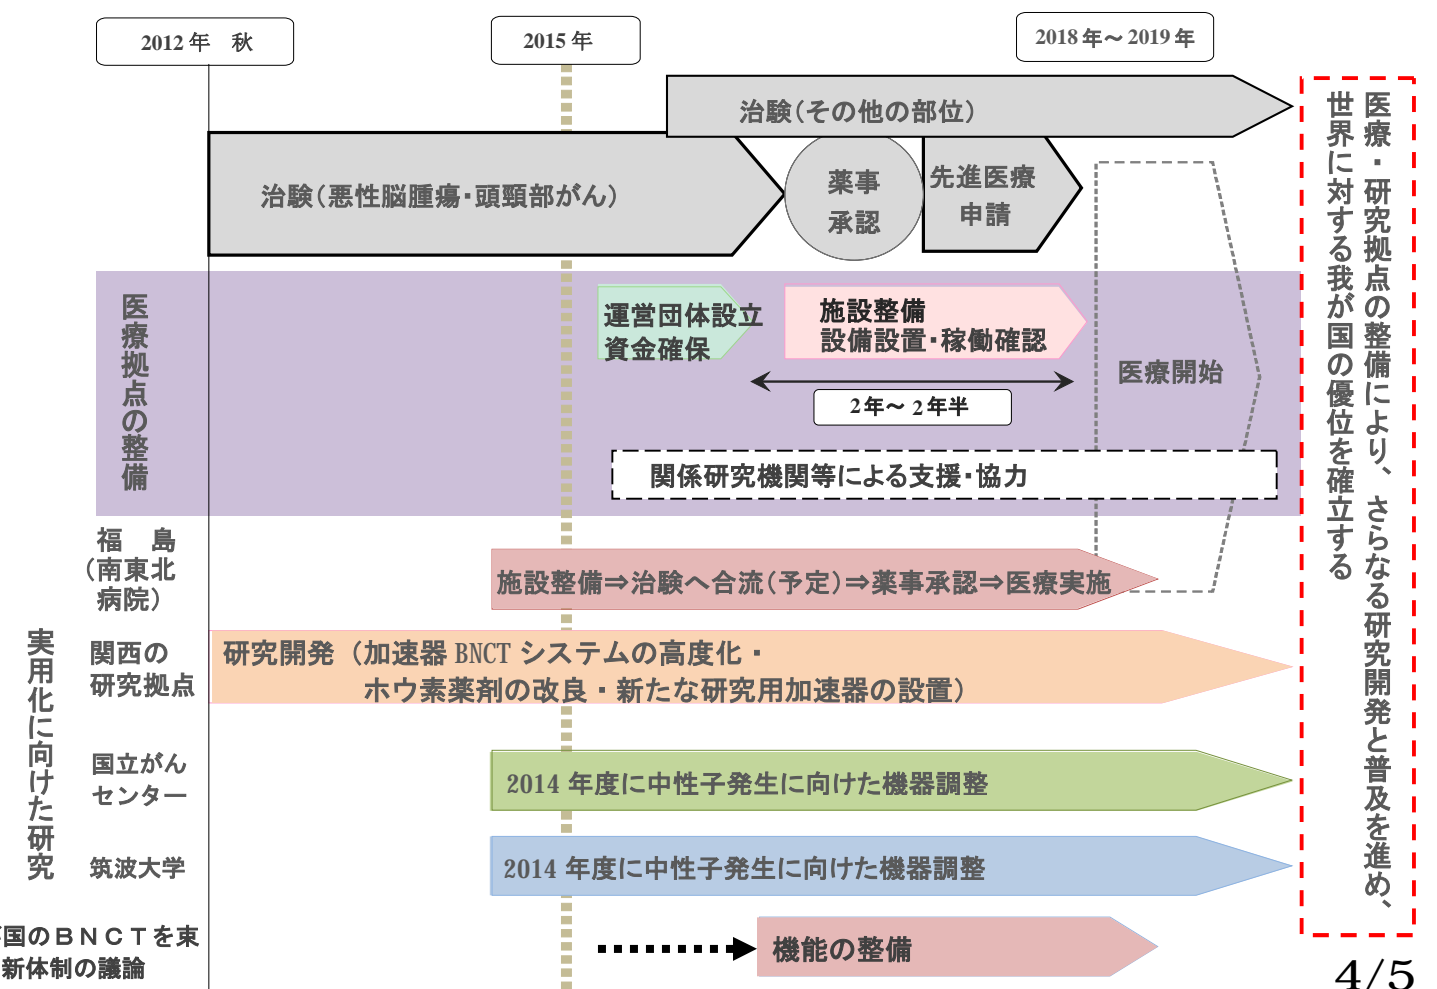 2012年　秋
2015年
2018年～2019年
治験（その他の部位）
治験（悪性脳腫瘍・頭頸部がん）
薬事
承認
先進医療
申請
医療拠点の整備
運営団体設立
資金確保
施設整備
設備設置・稼働確認
2年～2年半
医療開始
関係研究機関等による支援・協力
福　島
（南東北
病院）
施設整備⇒治験へ合流（予定）⇒薬事承認⇒医療実施
実用化に向けた研究
関西の
研究拠点
研究開発（加速器BNCTシステムの高度化・
ホウ素薬剤の改良・新たな研究用加速器の設置）
国立がん
センター
2014年度に中性子発生に向けた機器調整
筑波大学
2014年度に中性子発生に向けた機器調整
国のＢＮＣＴを束
新体制の議論
機能の整備
医療・研究拠点の整備により、さらなる研究開発と普及を進め、
世界に対する我が国の優位を確立する
4/5